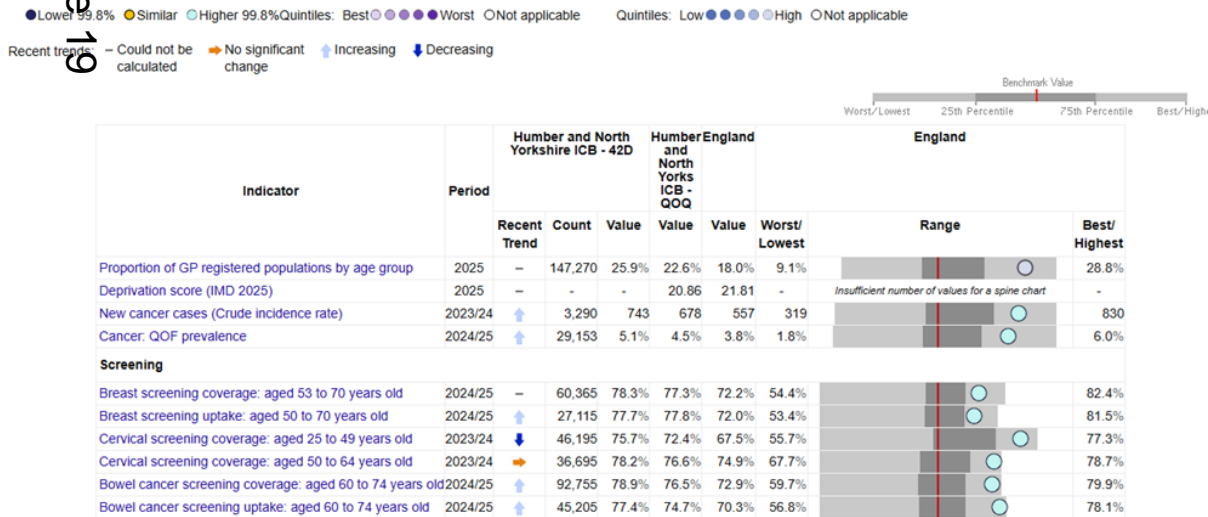 Lower 99.8% Similar Higher 99.8% Quintiles: Best Worst Not applicable Quintiles: Low High Not applicable
e 19
Recent trends: – Could not be calculated No significant change Increasing Decreasing
Benchmark Value
Worst/Lowest 25th Percentile 75th Percentile Best/Highe
Indicator Period Humber and North Yorkshire ICB - 42D Humber and North Yorks ICB - QOQ England England
Recent Trend Count Value Value Value Worst/Lowest Range Best/Highest
Proportion of GP registered populations by age group 2025 – 147,270 25.9% 22.6% 18.0% 9.1% 28.8%
Deprivation score (IMD 2025) 2025 – - - 20.86 21.81 - Insufficient number of values for a spine chart -
New cancer cases (Crude incidence rate) 2023/24 3,290 743 678 557 319 830
Cancer: QOF prevalence 2024/25 29,153 5.1% 4.5% 3.8% 1.8% 6.0%
Screening
Breast screening coverage: aged 53 to 70 years old 2024/25 – 60,365 78.3% 77.3% 72.2% 54.4% 82.4%
Breast screening uptake: aged 50 to 70 years old 2024/25 27,115 77.7% 77.8% 72.0% 53.4% 81.5%
Cervical screening coverage: aged 25 to 49 years old 2023/24 46,195 75.7% 72.4% 67.5% 55.7% 77.3%
Cervical screening coverage: aged 50 to 64 years old 2023/24 36,695 78.2% 76.6% 74.9% 67.7% 78.7%
Bowel cancer screening coverage: aged 60 to 74 years old 2024/25 92,755 78.9% 76.5% 72.9% 59.7% 79.9%
Bowel cancer screening uptake: aged 60 to 74 years old 2024/25 45,205 77.4% 74.7% 70.3% 56.8% 78.1%